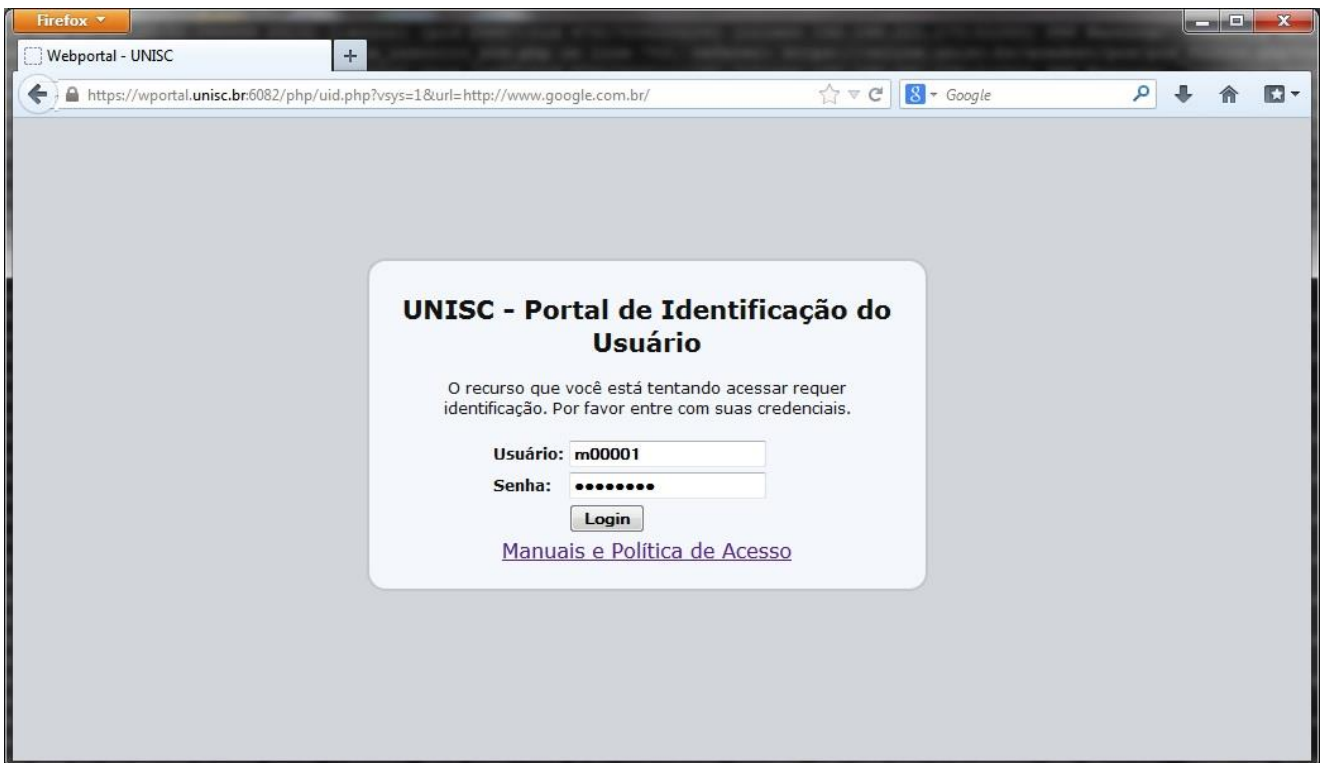 Firefox
Webportal - UNISC
https://wportal.unisc.br:6082/php/uid.php?vsys=1&url=http://www.google.com.br/
Google
UNISC - Portal de Identificação do
Usuário
O recurso que você está tentando acessar requer
identificação. Por favor entre com suas credenciais.
Usuário: m00001
Senha: ••••••••
Login
Manuais e Política de Acesso